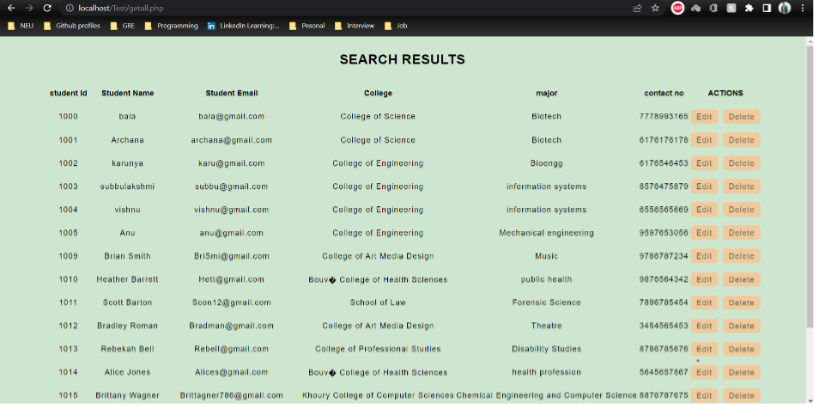 localhost/Test/getall.php
NEU Github profiles GRE Programming LinkedIn Learning:... Pesonal Interview Job
SEARCH RESULTS
student id Student Name Student Email College major contact no ACTIONS
1000 bala bala@gmail.com College of Science Biotech 7778993165 Edit Delete
1001 Archana archana@gmail.com College of Science Biotech 6176176178 Edit Delete
1002 karunya karu@gmail.com College of Engineering Bioengg 6176546453 Edit Delete
1003 subbulakshmi subbu@gmail.com College of Engineering information systems 8576475879 Edit Delete
1004 vishnu vishnu@gmail.com College of Engineering information systems 6556565669 Edit Delete
1005 Anu anu@gmail.com College of Engineering Mechanical engineering 9597653056 Edit Delete
1009 Brian Smith BriSmi@gmail.com College of Art Media Design Music 9786787234 Edit Delete
1010 Heather Barrett Hett@gmail.com Bouv� College of Health Sciences public health 9876564342 Edit Delete
1011 Scott Barton Scon12@gmail.com School of Law Forensic Science 7896785454 Edit Delete
1012 Bradley Roman Bradman@gmail.com College of Art Media Design Theatre 3454565453 Edit Delete
1013 Rebekah Bell Rebell@gmail.com College of Professional Studies Disability Studies 8786785676 Edit Delete
1014 Alice Jones Alices@gmail.com Bouv� College of Health Sciences health profession 5645657867 Edit Delete
1015 Brittany Wagner Brittagner786@gmail.com Khoury College of Computer Sciences Chemical Engineering and Computer Science 8876787675 Edit Delete